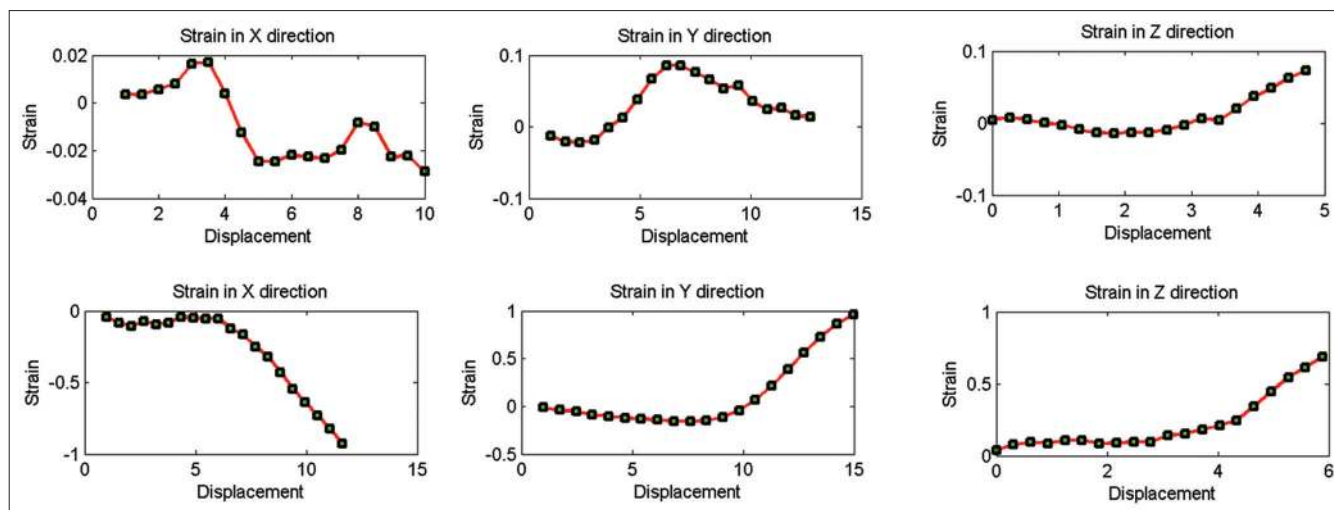 Strain in X direction
0.02
0
-0.02
-0.04
Strain
0 2 4 6 8 10
Displacement
Strain in Y direction
0.1
0
-0.1
Strain
0 5 10 15
Displacement
Strain in Z direction
0.1
0
-0.1
Strain
0 1 2 3 4 5
Displacement
Strain in X direction
-0
-0.5
-1
Strain
0 5 10 15
Displacement
Strain in Y direction
1
0.5
0
-0.5
Strain
0 5 10 15
Displacement
Strain in Z direction
1
0.5
0
Strain
0 2 4 6
Displacement